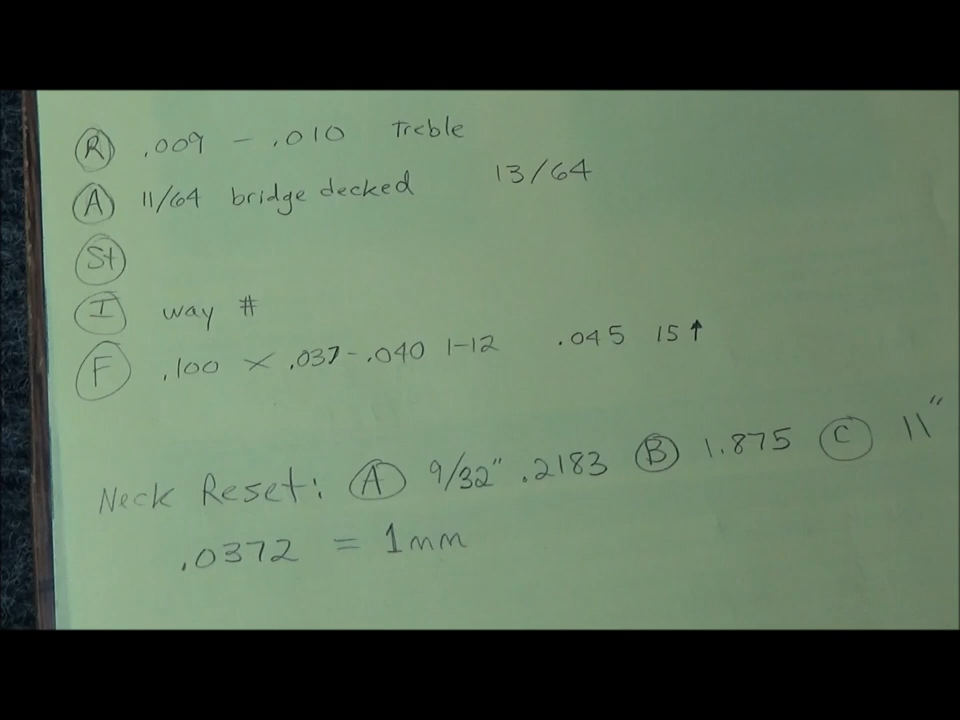 R .009 - .010 Treble
A 11/64 bridge decked 13/64
St
I way #
F .100 × .037-.040 1-12 .045 15↑
Neck Reset: A 9/32" .2183 B 1.875 C 11"
.0372 = 1mm